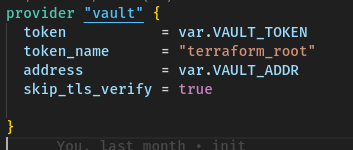 provider "vault" {
  token           = var.VAULT_TOKEN
  token_name      = "terraform_root"
  address         = var.VAULT_ADDR
  skip_tls_verify = true
}
You, last month • init